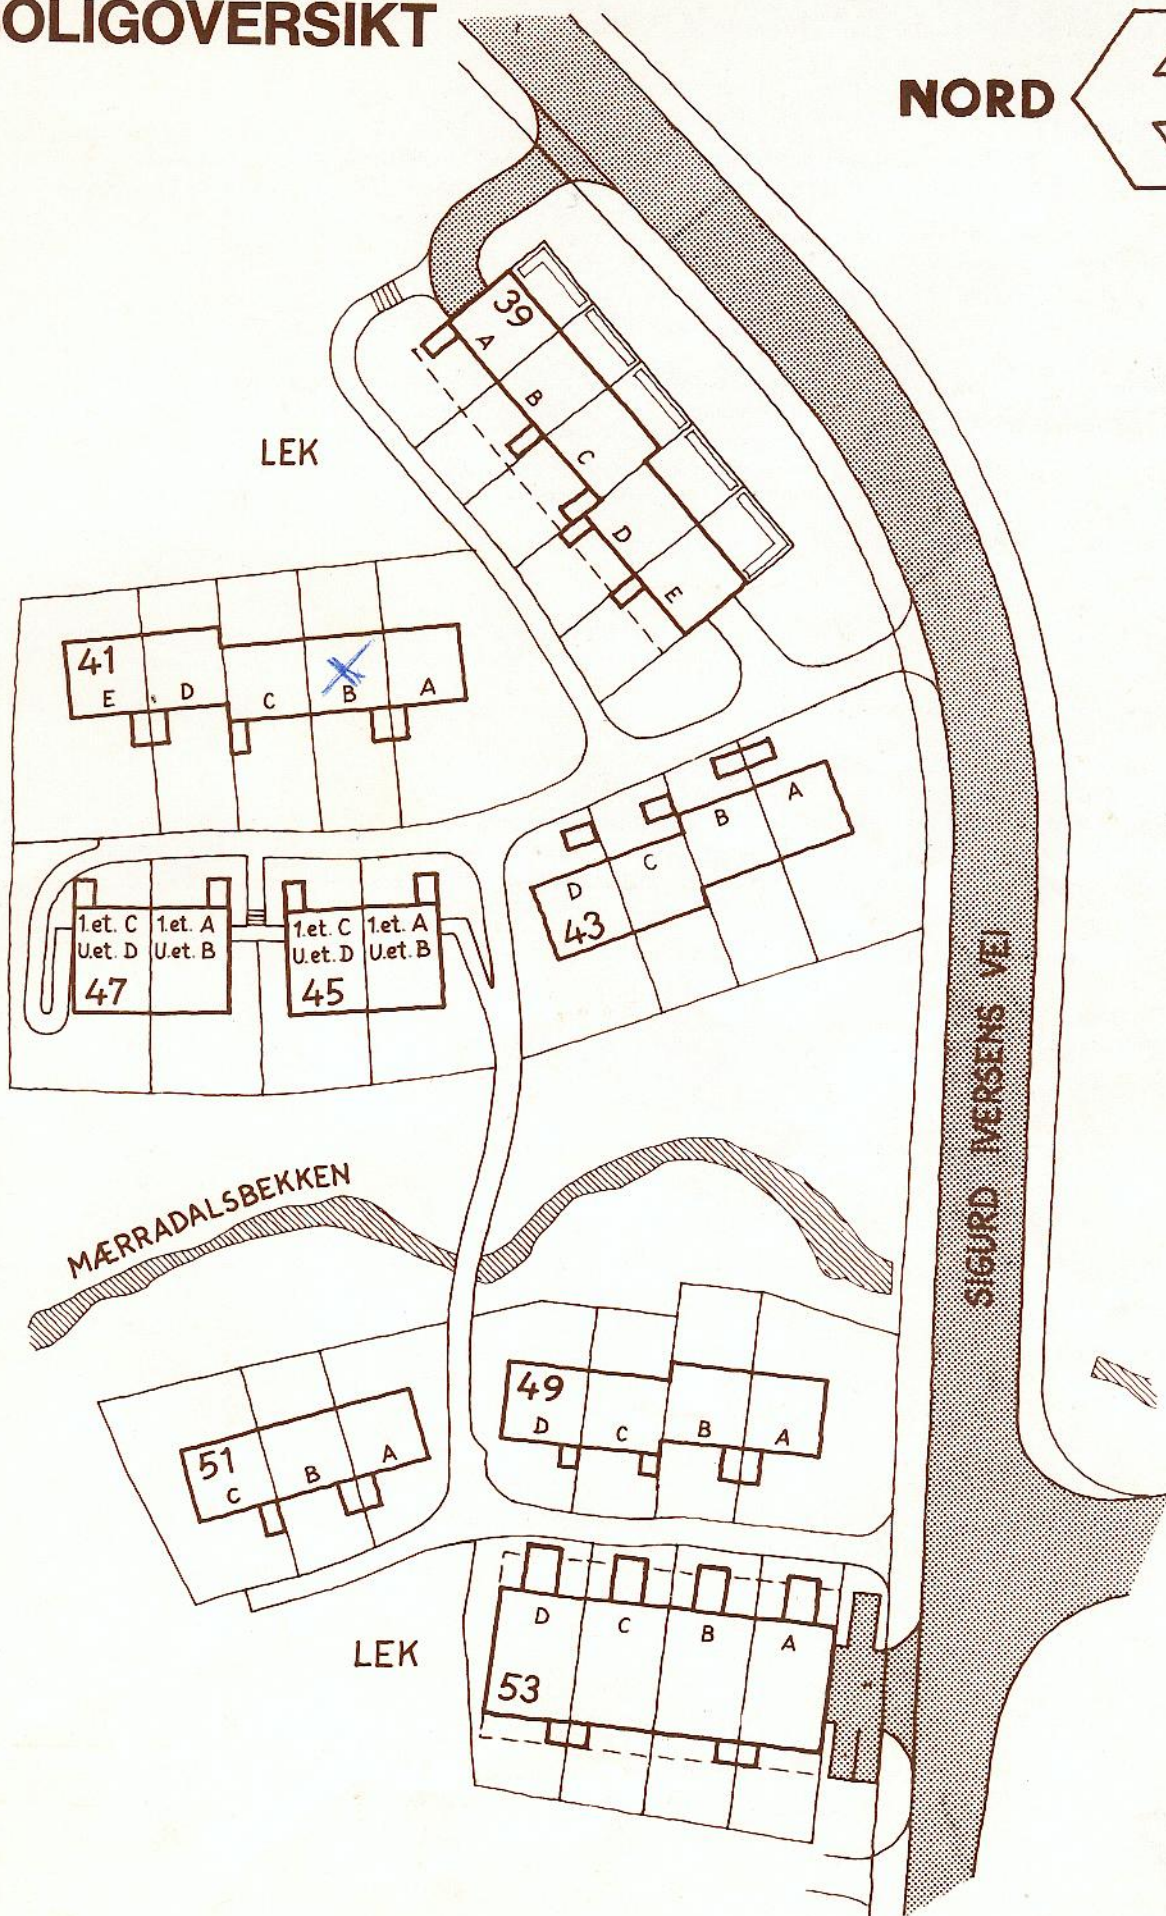 OLIGOVERSIKT
NORD
39
A
B
C
D
E
LEK
41
E D C B A
A
B
C
D
43
1.et. C 1.et. A
U.et. D U.et. B
47
1.et. C 1.et. A
U.et. D U.et. B
45
SIGURD IVERSENS VEI
MÆRRADALSBEKKEN
49
D C B A
51
C B A
D C B A
53
LEK